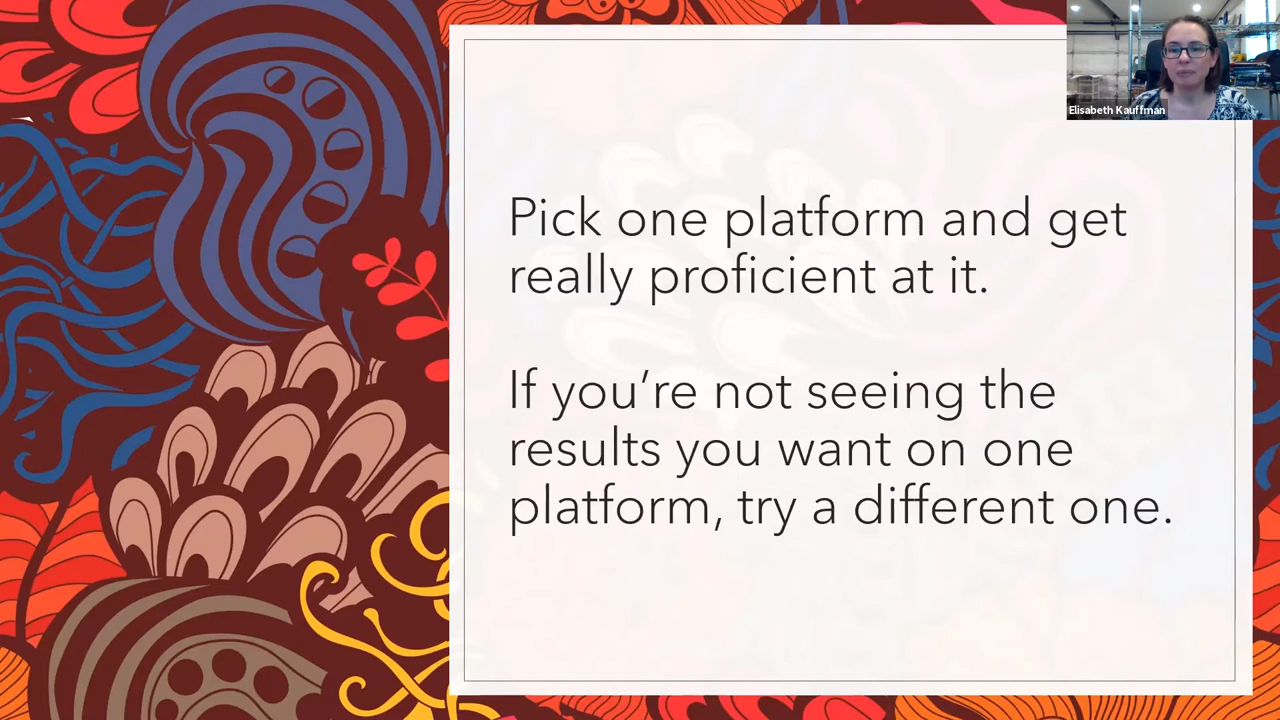 Elisabeth Kauffman
Pick one platform and get
really proficient at it.
If you’re not seeing the
results you want on one
platform, try a different one.